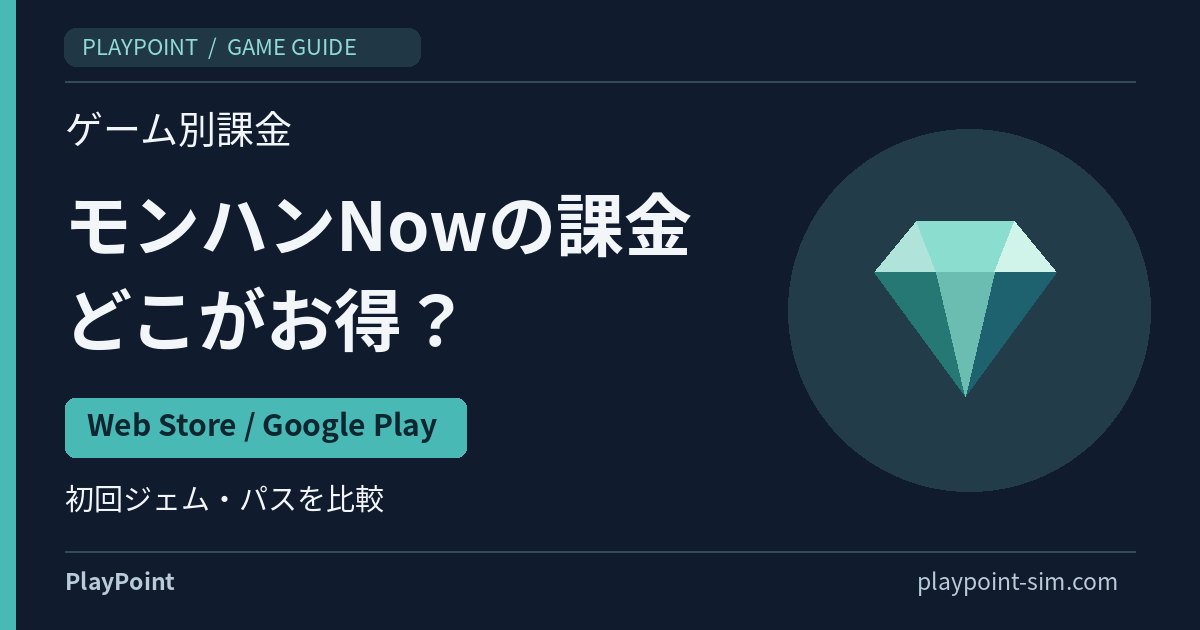 PLAYPOINT / GAME GUIDE
ゲーム別課金
モンハンNowの課金
どこがお得？
Web Store / Google Play
初回ジェム・パスを比較
PlayPoint
playpoint-sim.com